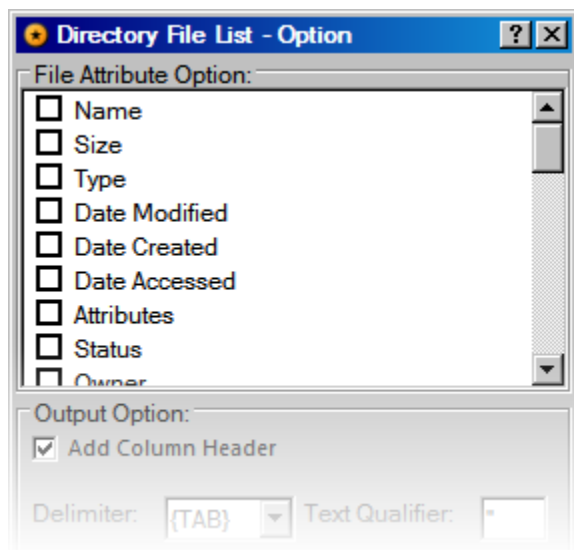 Directory File List - Option
File Attribute Option:
Name
Size
Type
Date Modified
Date Created
Date Accessed
Attributes
Status
Owner
Output Option:
Add Column Header
Delimiter: {TAB} Text Qualifier: "